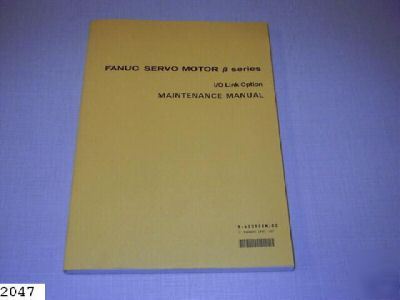 FANUC SERVO MOTOR β series
I/O Link Option
MAINTENANCE MANUAL
2047